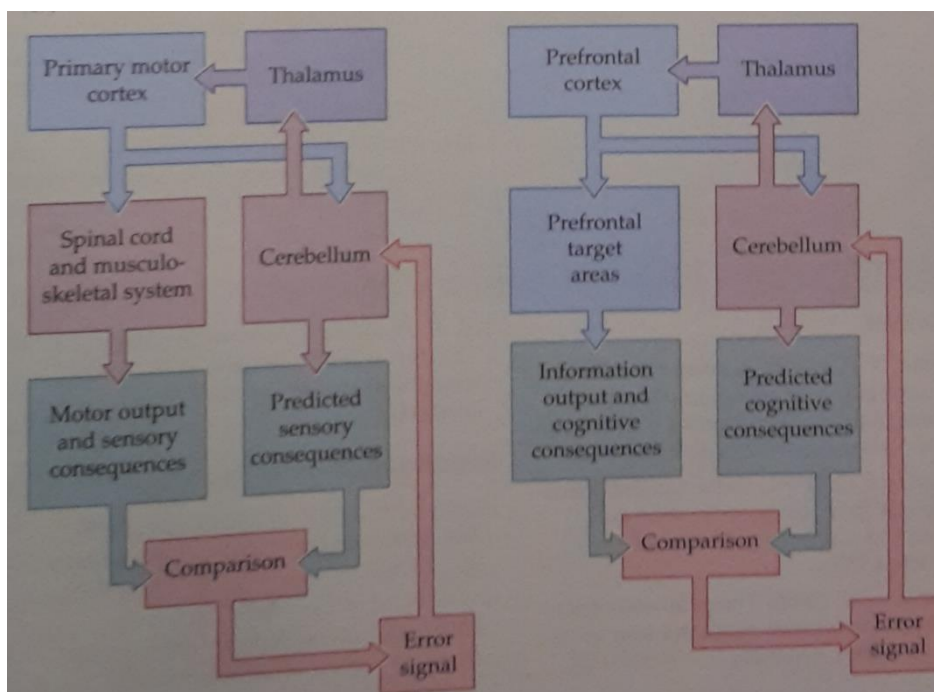 Primary motor
cortex
Thalamus
Spinal cord
and musculo-
skeletal system
Cerebellum
Motor output
and sensory
consequences
Predicted
sensory
consequences
Comparison
Error
signal
Prefrontal
cortex
Thalamus
Prefrontal
target
areas
Cerebellum
Information
output and
cognitive
consequences
Predicted
cognitive
consequences
Comparison
Error
signal